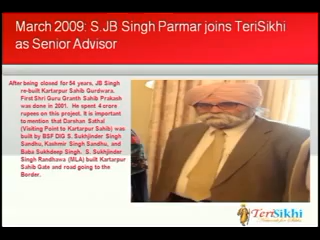 March 2009: S.JB Singh Parmar joins TeriSikhi
as Senior Advisor
After being closed for 54 years, JB Singh
re-built Kartarpur Sahib Gurdwara.
First Shri Guru Granth Sahib Prakash
was done in 2001. He spent 4 crore
rupees on this project. It is important
to mention that Darshan Sathal
(Visiting Point to Kartarpur Sahib) was
built by BSF DIG S. Sukhjinder Singh
Sandhu, Kashmir Singh Sandhu, and
Baba Sukhdeep Singh. S. Sukhjinder
Singh Randhawa (MLA) built Kartarpur
Sahib Gate and road going to the
Border.
TeriSikhi